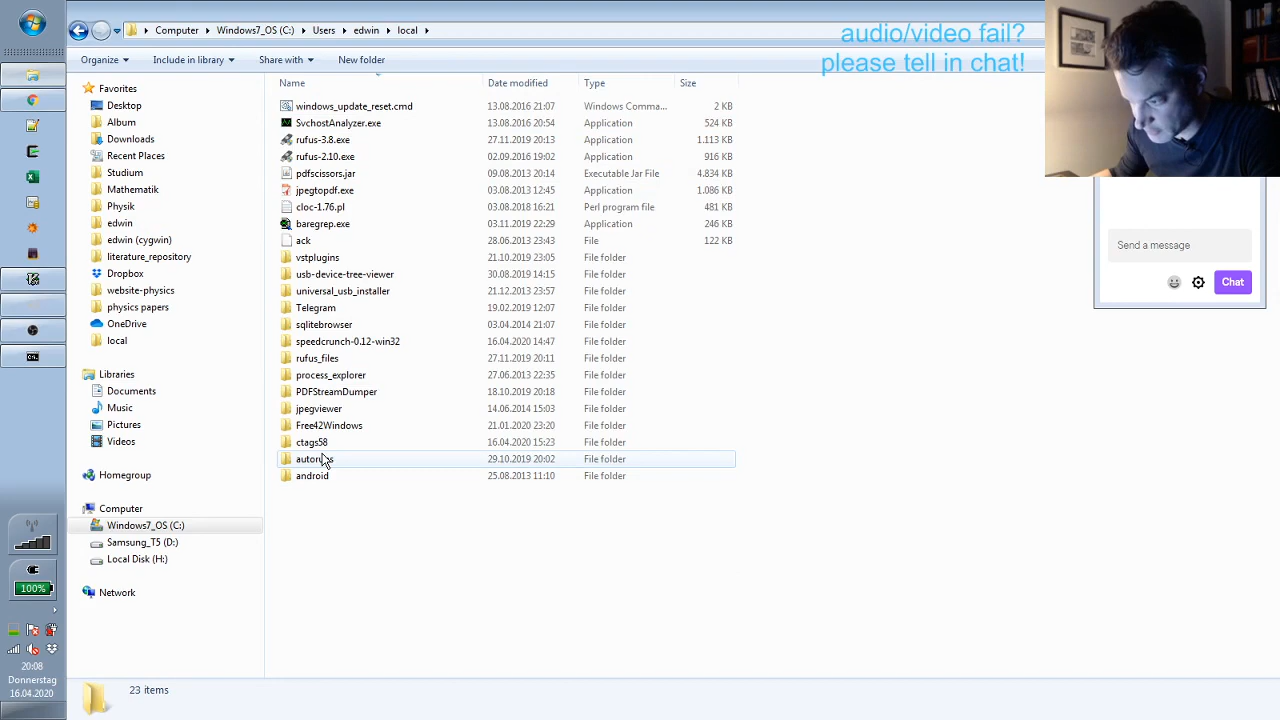 Computer
Windows7_OS (C:)
Users
edwin
local
audio/video fail?
please tell in chat!
Organize
Include in library
Share with
New folder
Name
Date modified
Type
Size
Favorites
Desktop
Album
Downloads
Recent Places
Studium
Mathematik
Physik
edwin
edwin (cygwin)
literature_repository
Dropbox
website-physics
physics papers
OneDrive
local
Libraries
Documents
Music
Pictures
Videos
Homegroup
Computer
Windows7_OS (C:)
Samsung_T5 (D:)
Local Disk (H:)
Network
windows_update_reset.cmd 13.08.2016 21:07 Windows Comma... 2 KB
SvchostAnalyzer.exe 13.08.2016 20:54 Application 524 KB
rufus-3.8.exe 27.11.2019 20:13 Application 1.113 KB
rufus-2.10.exe 02.09.2016 19:02 Application 916 KB
pdfscissors.jar 09.08.2013 20:14 Executable Jar File 4.834 KB
jpegtopdf.exe 03.08.2013 12:45 Application 1.086 KB
cloc-1.76.pl 03.08.2018 16:21 Perl program file 481 KB
baregrep.exe 03.11.2019 22:29 Application 246 KB
ack 28.06.2013 23:43 File 122 KB
vstplugins 21.10.2019 23:05 File folder
usb-device-tree-viewer 30.08.2019 14:15 File folder
universal_usb_installer 21.12.2013 3:57 File folder
Telegram 19.02.2019 12:07 File folder
sqlitebrowser 03.04.2014 21:07 File folder
speedcrunch-0.12-win32 16.04.2020 14:47 File folder
rufus_files 27.11.2019 20:11 File folder
process_explorer 27.06.2013 22:35 File folder
PDFStreamDumper 18.10.2019 20:18 File folder
jpegviewer 14.06.2014 15:03 File folder
Free42Windows 21.01.2020 23:20 File folder
ctags58 16.04.2020 15:23 File folder
29.10.2019 20:02 File folder
android 25.08.2013 11:10 File folder
Send a message
Chat
23 items
100%
20:08
Donnerstag
16.04.2020